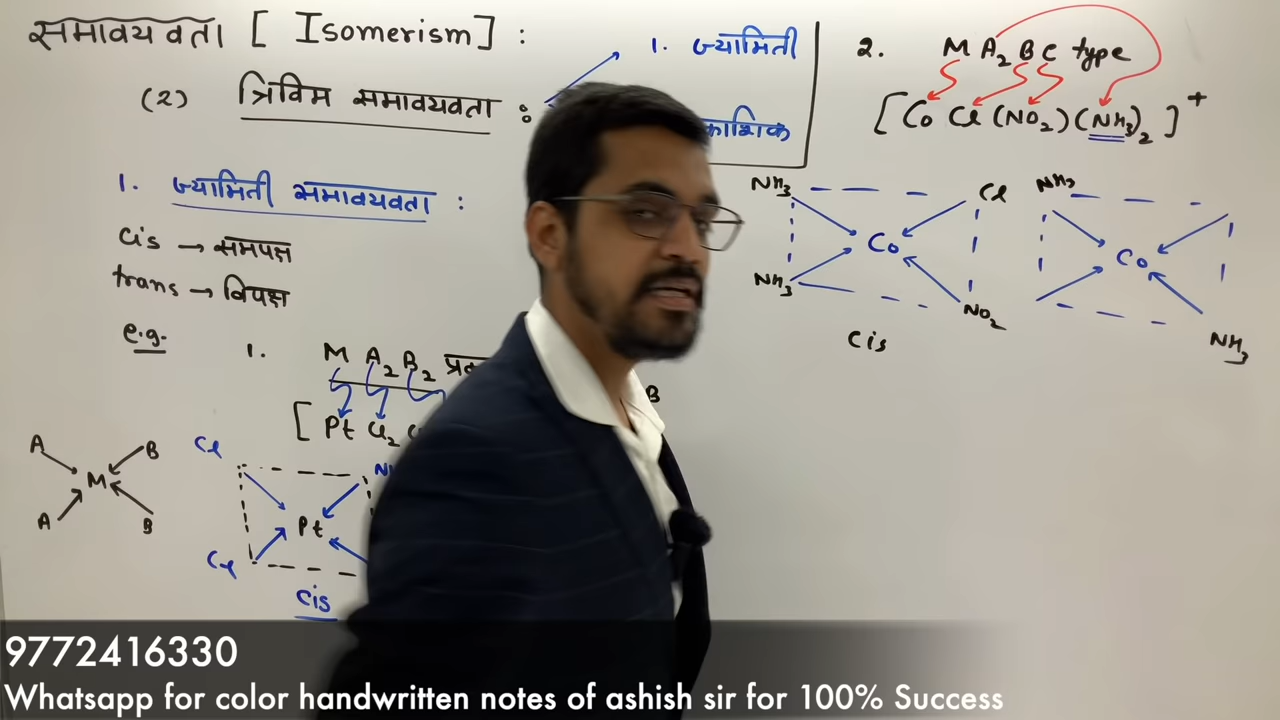 समावयवता [ Isomerism ] :
(2) त्रिविम समावयवता :
1. ज्यामिती
1. ज्यामिती समावयवता :
cis → समपक्ष
trans → विपक्ष
e.g.
1. M A2 B2
[ Pt Cl2
A B
M
A B
Cl
Pt
Cl
cis
B
2. M A2 B C type
[ Co Cl (NO2) (NH3)2 ]+
NH3 Cl
Co
NH3 NO2
cis
NH3
Co
NH3
9772416330
Whatsapp for color handwritten notes of ashish sir for 100% Success